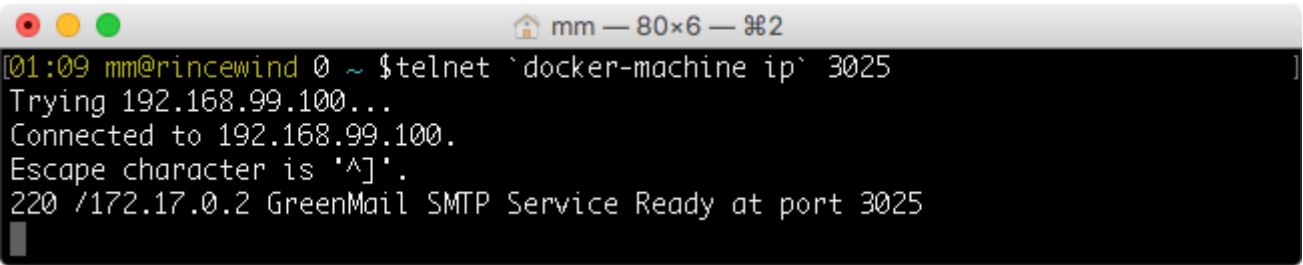 mm — 80×6 — ⌘2
[01:09 mm@rincewind 0 ~ $telnet `docker-machine ip` 3025 ]
Trying 192.168.99.100...
Connected to 192.168.99.100.
Escape character is '^]'.
220 /172.17.0.2 GreenMail SMTP Service Ready at port 3025